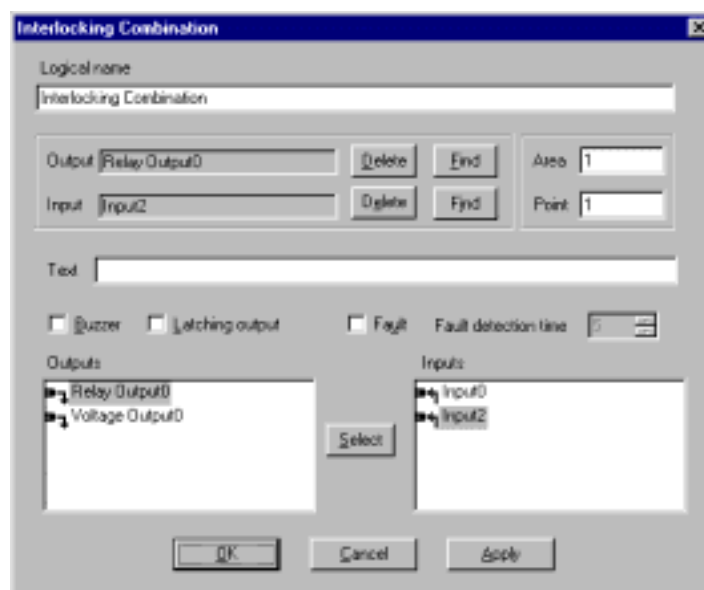 Interlocking Combination
Logical name
Interlocking Combination
Output Relay Output0 Delete Find Area 1
Input Input2 Delete Find Point 1
Text
Buzzer Latching output Fault Fault detection time 5
Outputs Inputs
Relay Output0 Input0
Voltage Output0 Input2
Select
OK Cancel Apply